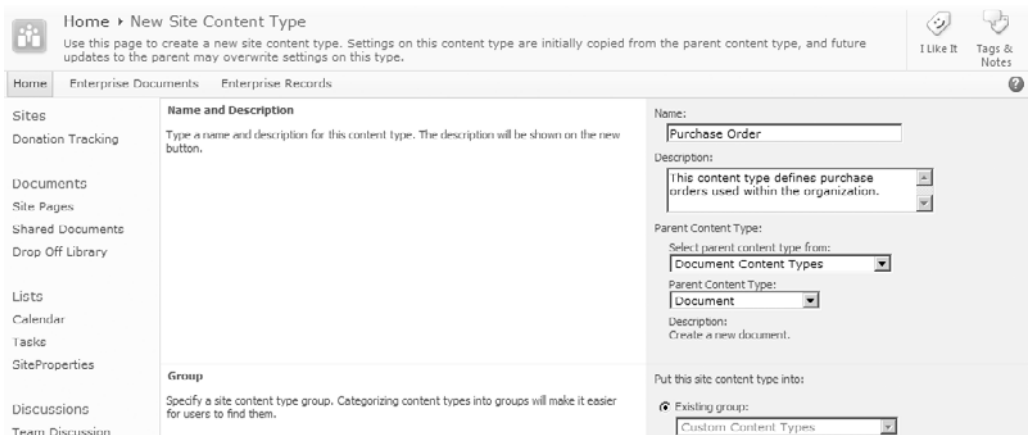 Home ▸ New Site Content Type
Use this page to create a new site content type. Settings on this content type are initially copied from the parent content type, and future
updates to the parent may overwrite settings on this type.
I Like It
Tags &
Notes
Home
Enterprise Documents
Enterprise Records
Sites
Donation Tracking
Documents
Site Pages
Shared Documents
Drop Off Library
Lists
Calendar
Tasks
SiteProperties
Discussions
Team Discussion
Name and Description
Type a name and description for this content type. The description will be shown on the new
button.
Name:
Purchase Order
Description:
This content type defines purchase
orders used within the organization.
Parent Content Type:
Select parent content type from:
Document Content Types
Parent Content Type:
Document
Description:
Create a new document.
Group
Specify a site content type group. Categorizing content types into groups will make it easier
for users to find them.
Put this site content type into:
Existing group:
Custom Content Types